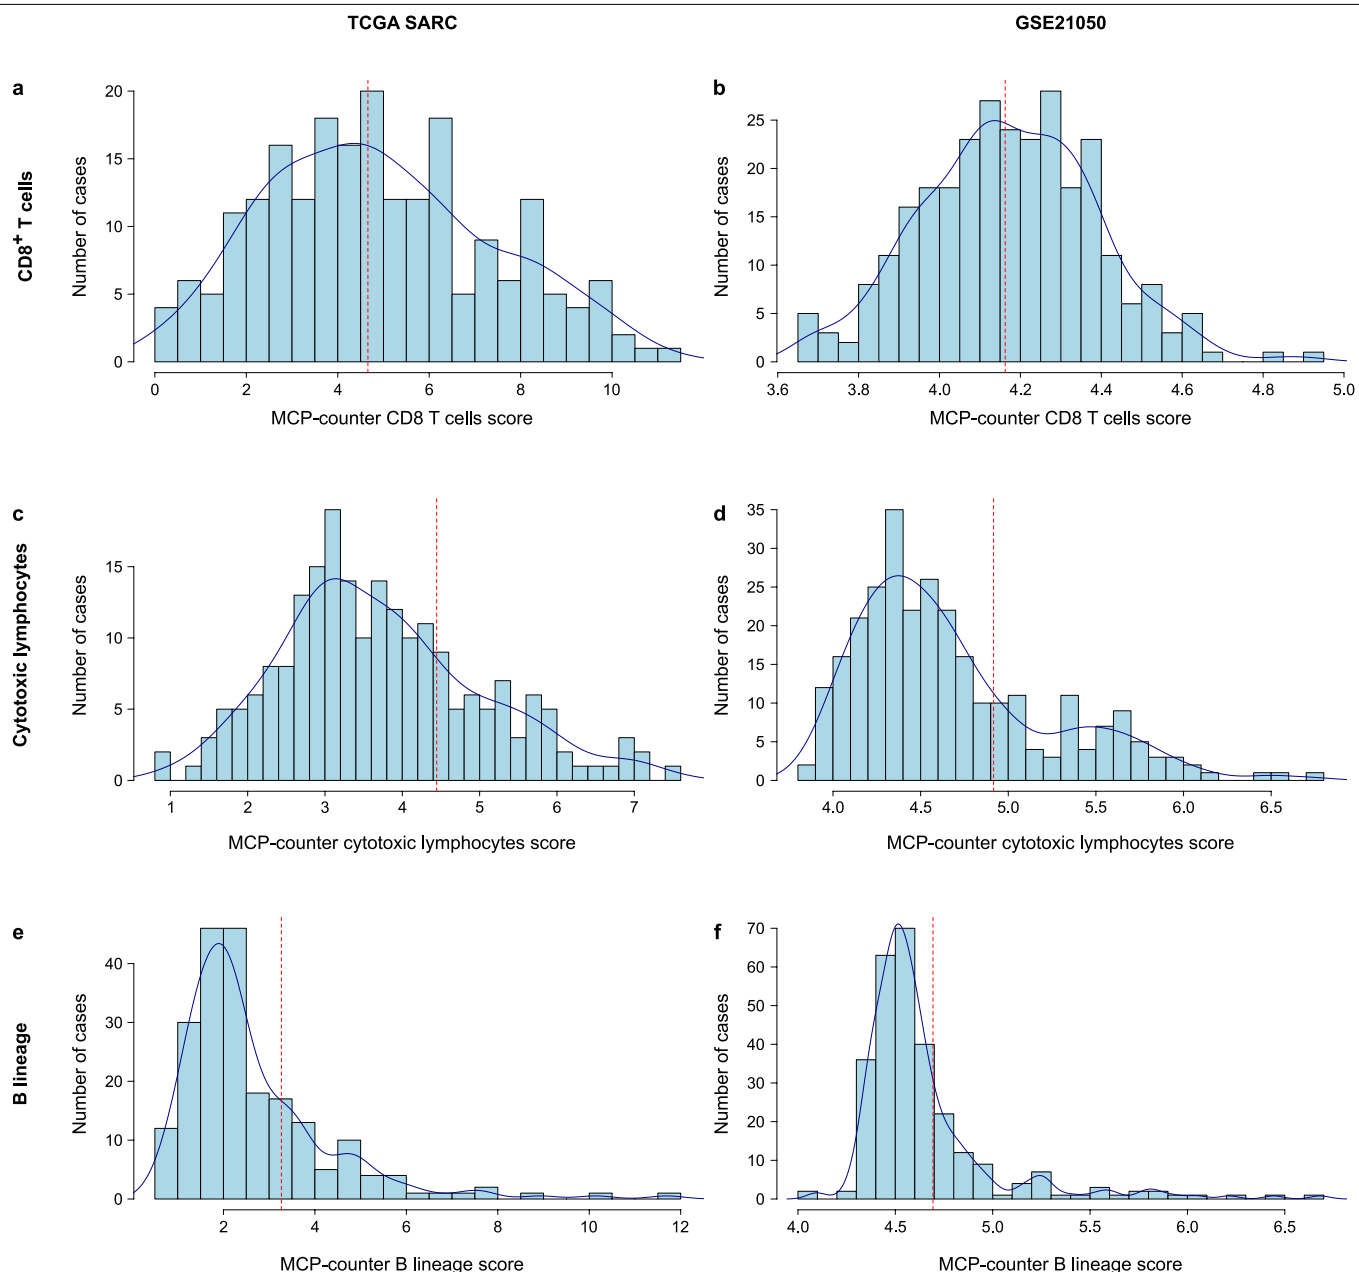 TCGA SARC
GSE21050
a
CD8+ T cells
Number of cases
20
15
10
5
0
0 2 4 6 8 10
MCP-counter CD8 T cells score
b
Number of cases
25
20
15
10
5
0
3.6 3.8 4.0 4.2 4.4 4.6 4.8 5.0
MCP-counter CD8 T cells score
c
Cytotoxic lymphocytes
Number of cases
15
10
5
0
1 2 3 4 5 6 7
MCP-counter cytotoxic lymphocytes score
d
Number of cases
35
30
25
20
15
10
5
0
4.0 4.5 5.0 5.5 6.0 6.5
MCP-counter cytotoxic lymphocytes score
e
B lineage
Number of cases
40
30
20
10
0
2 4 6 8 10 12
MCP-counter B lineage score
f
Number of cases
70
60
50
40
30
20
10
0
4.0 4.5 5.0 5.5 6.0 6.5
MCP-counter B lineage score